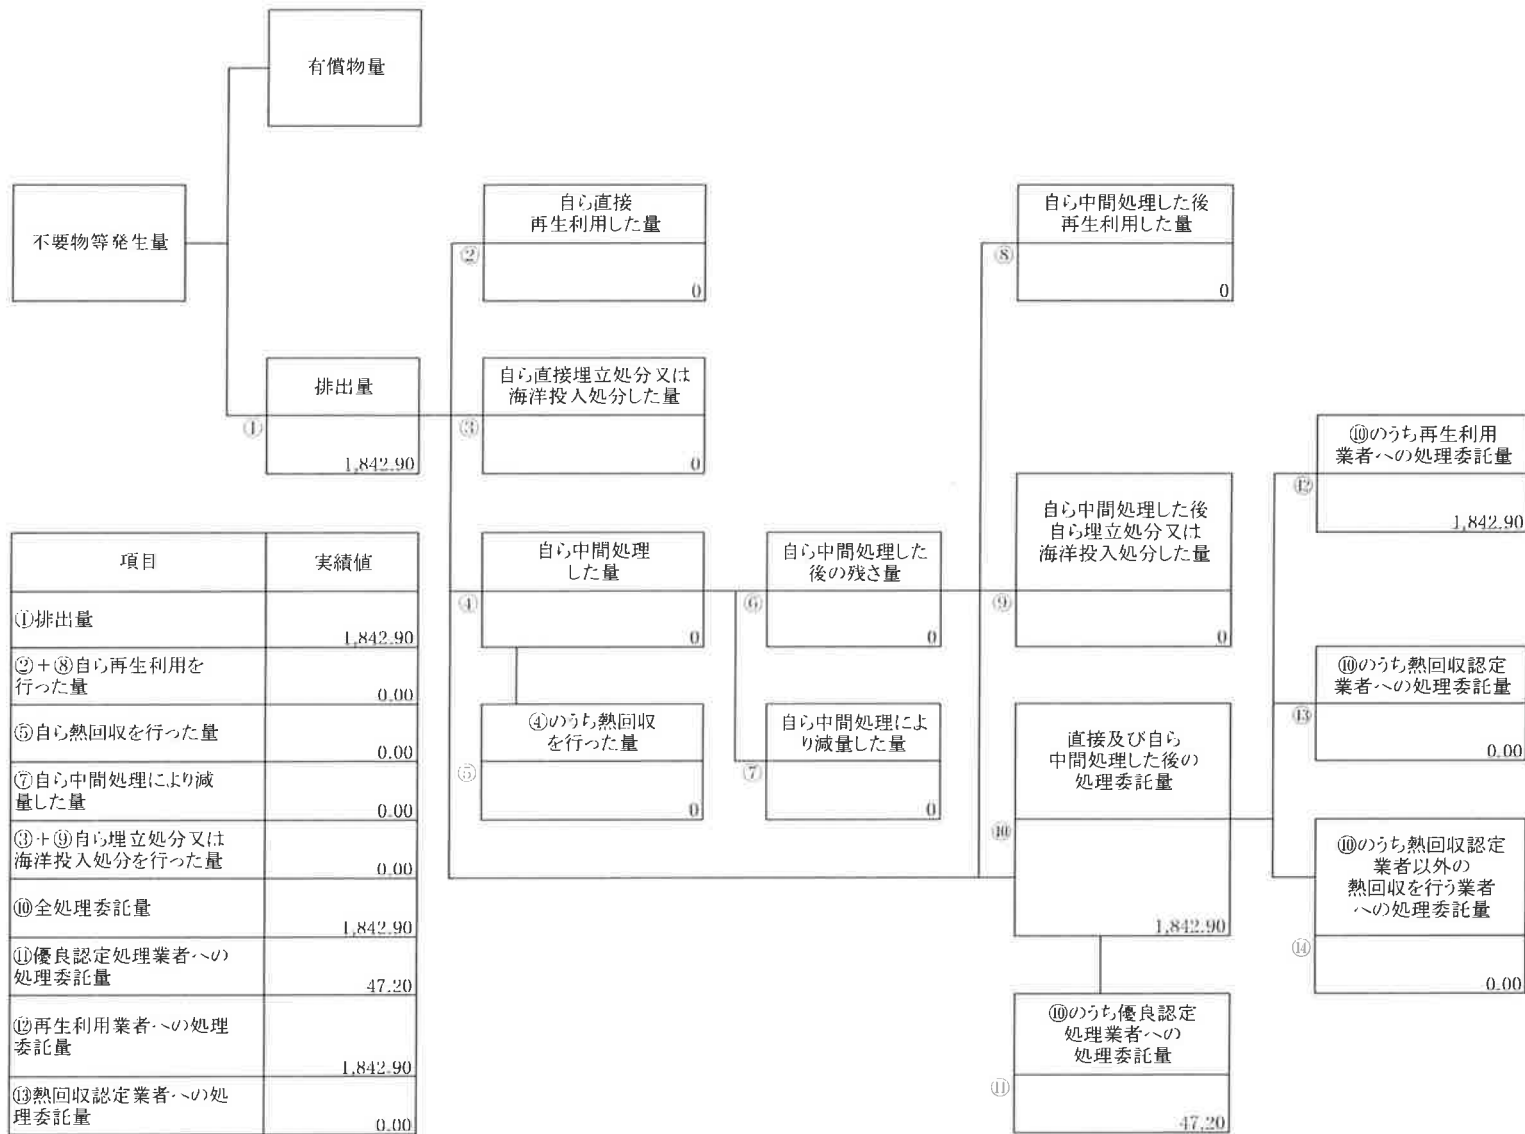 有償物量
不要物等発生量
自ら直接
再生利用した量
②
0
自ら中間処理した後
再生利用した量
⑧
0
排出量
①
1,842.90
自ら直接埋立処分又は
海洋投入処分した量
③
0
自ら中間処理
した量
④
0
自ら中間処理した
後の残さ量
⑥
0
自ら中間処理した後
自ら埋立処分又は
海洋投入処分した量
⑨
0
④のうち熱回収
を行った量
⑤
0
自ら中間処理によ
り減量した量
⑦
0
直接及び自ら
中間処理した後の
処理委託量
⑩
1,842.90
⑩のうち優良認定
処理業者への
処理委託量
⑪
47.20
⑩のうち再生利用
業者への処理委託量
⑫
1,842.90
⑩のうち熱回収認定
業者への処理委託量
⑬
0.00
⑩のうち熱回収認定
業者以外の
熱回収を行う業者
への処理委託量
⑭
0.00
項目 実績値
①排出量
1,842.90
②+⑧自ら再生利用を
行った量
0.00
⑤自ら熱回収を行った量
0.00
⑦自ら中間処理により減
量した量
0.00
③+⑨自ら埋立処分又は
海洋投入処分を行った量
0.00
⑩全処理委託量
1,842.90
⑪優良認定処理業者への
処理委託量
47.20
⑫再生利用業者への処理
委託量
1,842.90
⑬熱回収認定業者への処
理委託量
0.00